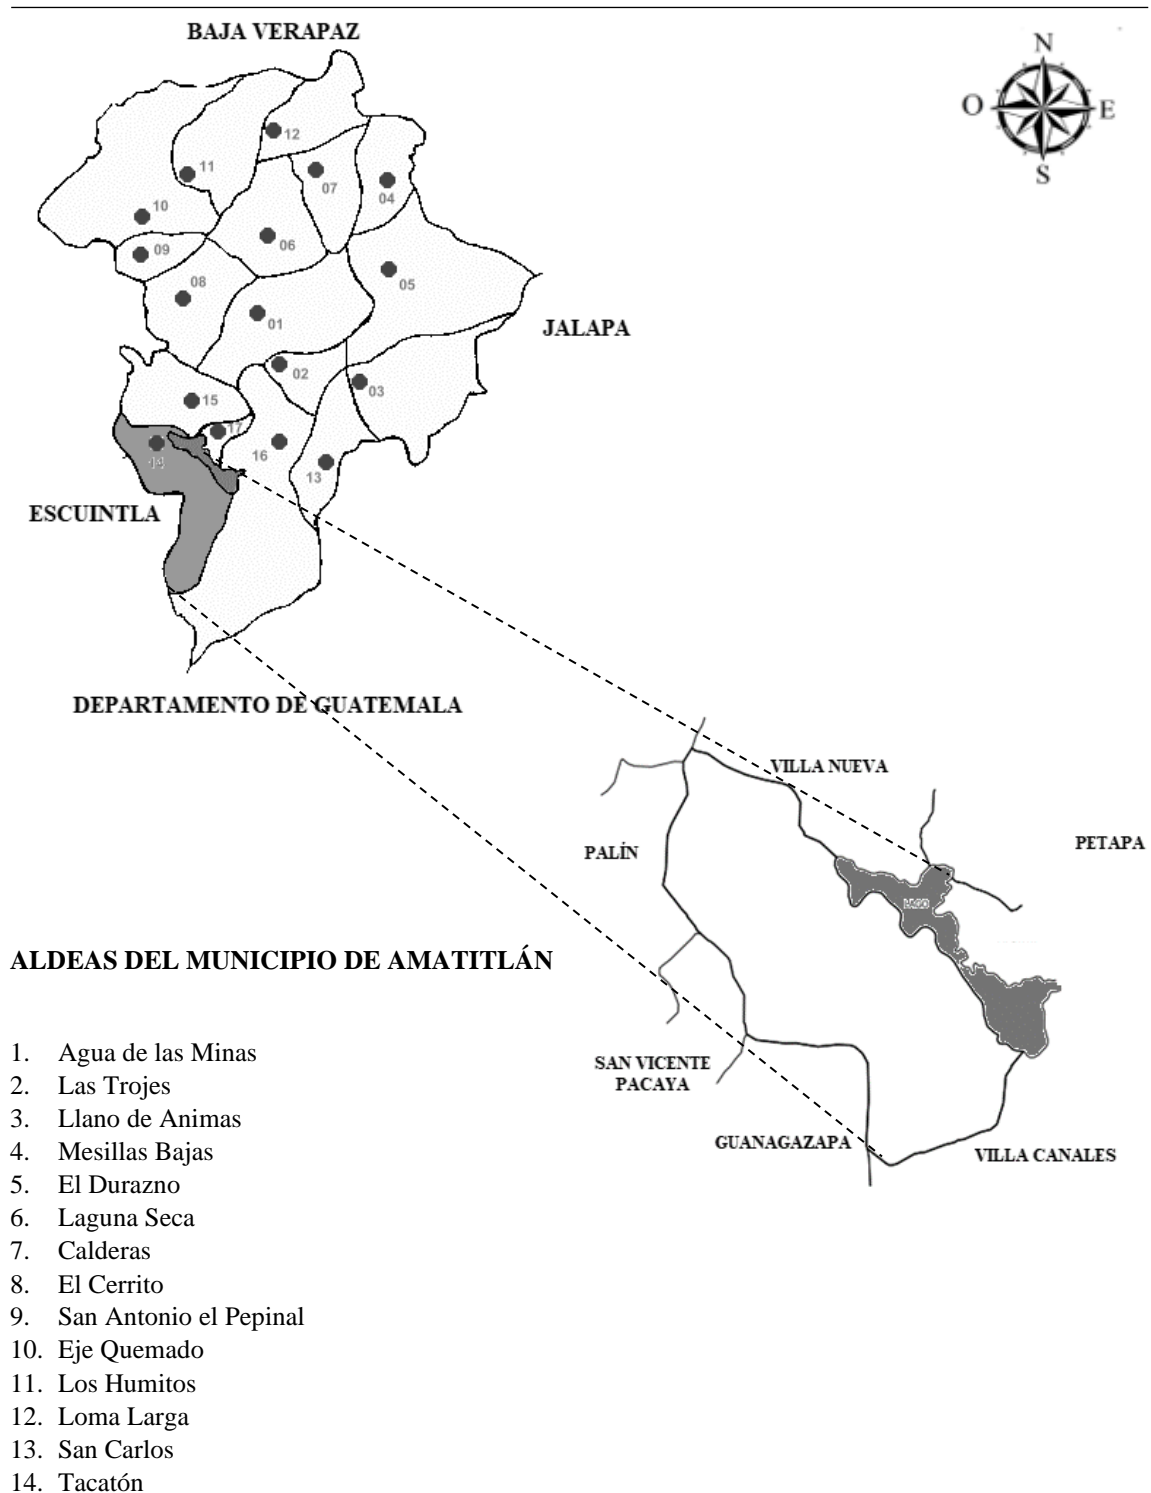 BAJA VERAPAZ
N
O
E
S
12
11
07
04
10
06
09
05
08
01
JALAPA
02
03
15
17
14
16
13
ESCUINTLA
DEPARTAMENTO DE GUATEMALA
VILLA NUEVA
PALÍN
PETAPA
LAGO
ALDEAS DEL MUNICIPIO DE AMATITLÁN
SAN VICENTE
PACAYA
GUANAGAZAPA
VILLA CANALES
1. Agua de las Minas
2. Las Trojes
3. Llano de Animas
4. Mesillas Bajas
5. El Durazno
6. Laguna Seca
7. Calderas
8. El Cerrito
9. San Antonio el Pepinal
10. Eje Quemado
11. Los Humitos
12. Loma Larga
13. San Carlos
14. Tacatón